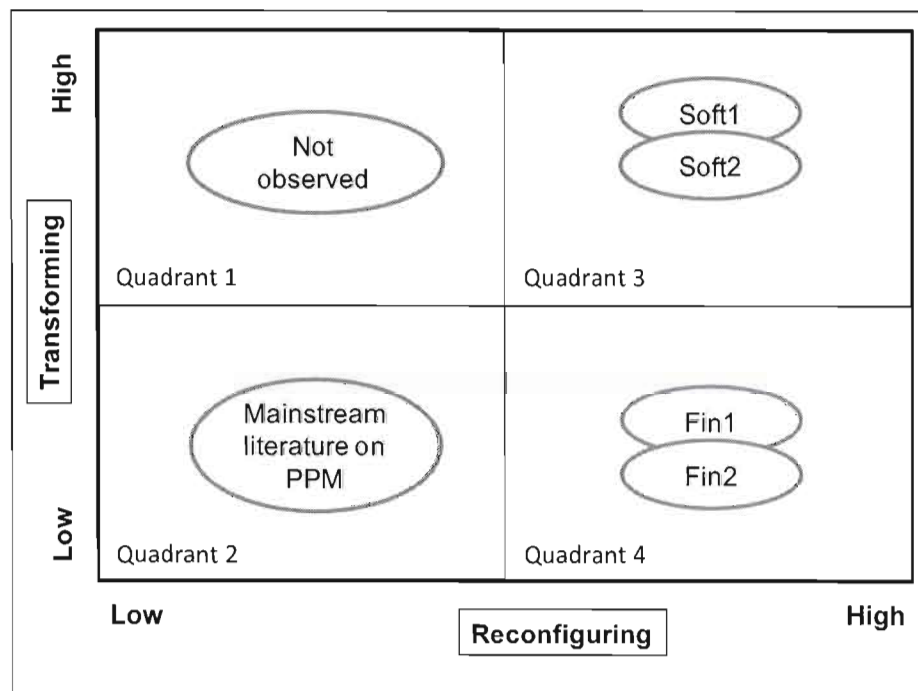 High
Transforming
Low
Not
observed
Quadrant 1
Soft1
Soft2
Quadrant 3
Mainstream
literature on
PPM
Quadrant 2
Fin1
Fin2
Quadrant 4
Low
Reconfiguring
High